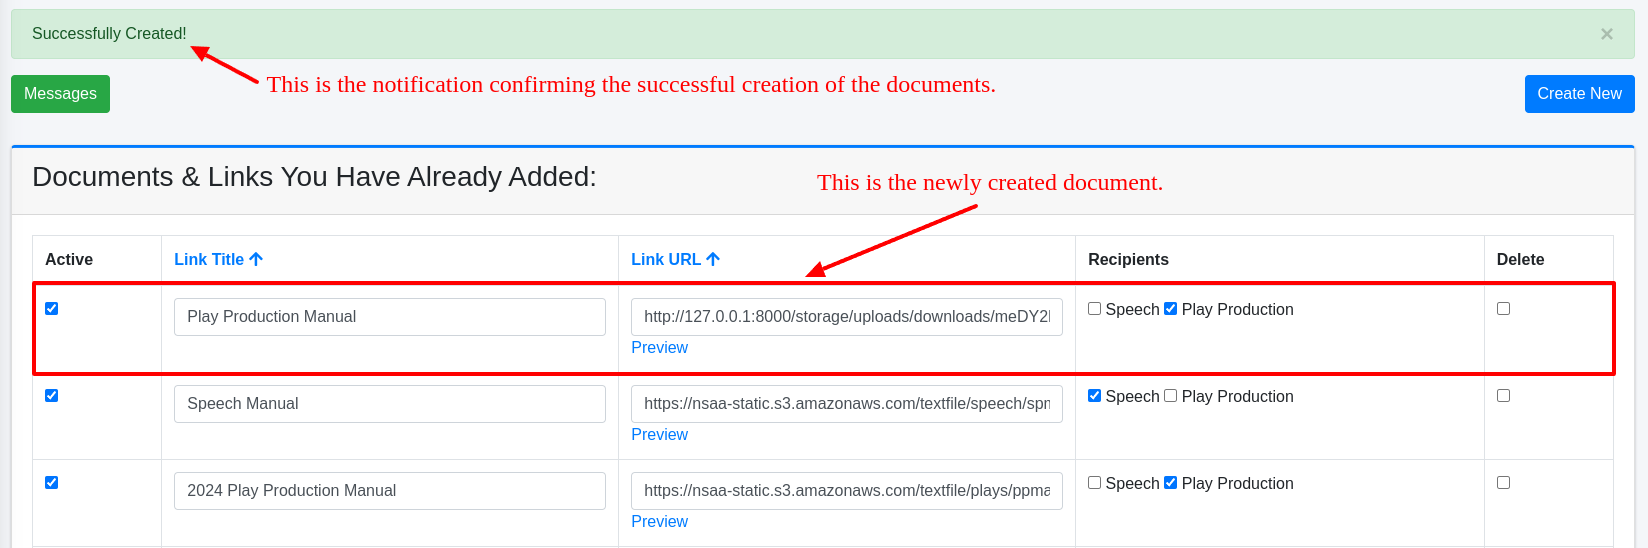 Successfully Created!
×
This is the notification confirming the successful creation of the documents.
Messages
Create New
Documents & Links You Have Already Added:
This is the newly created document.
Active Link Title Link URL Recipients Delete
Play Production Manual http://127.0.0.1:8000/storage/uploads/downloads/meDY2 Speech Play Production
Preview
Speech Manual https://nsaa-static.s3.amazonaws.com/textfile/speech/spm Speech Play Production
Preview
2024 Play Production Manual https://nsaa-static.s3.amazonaws.com/textfile/plays/ppma Speech Play Production
Preview